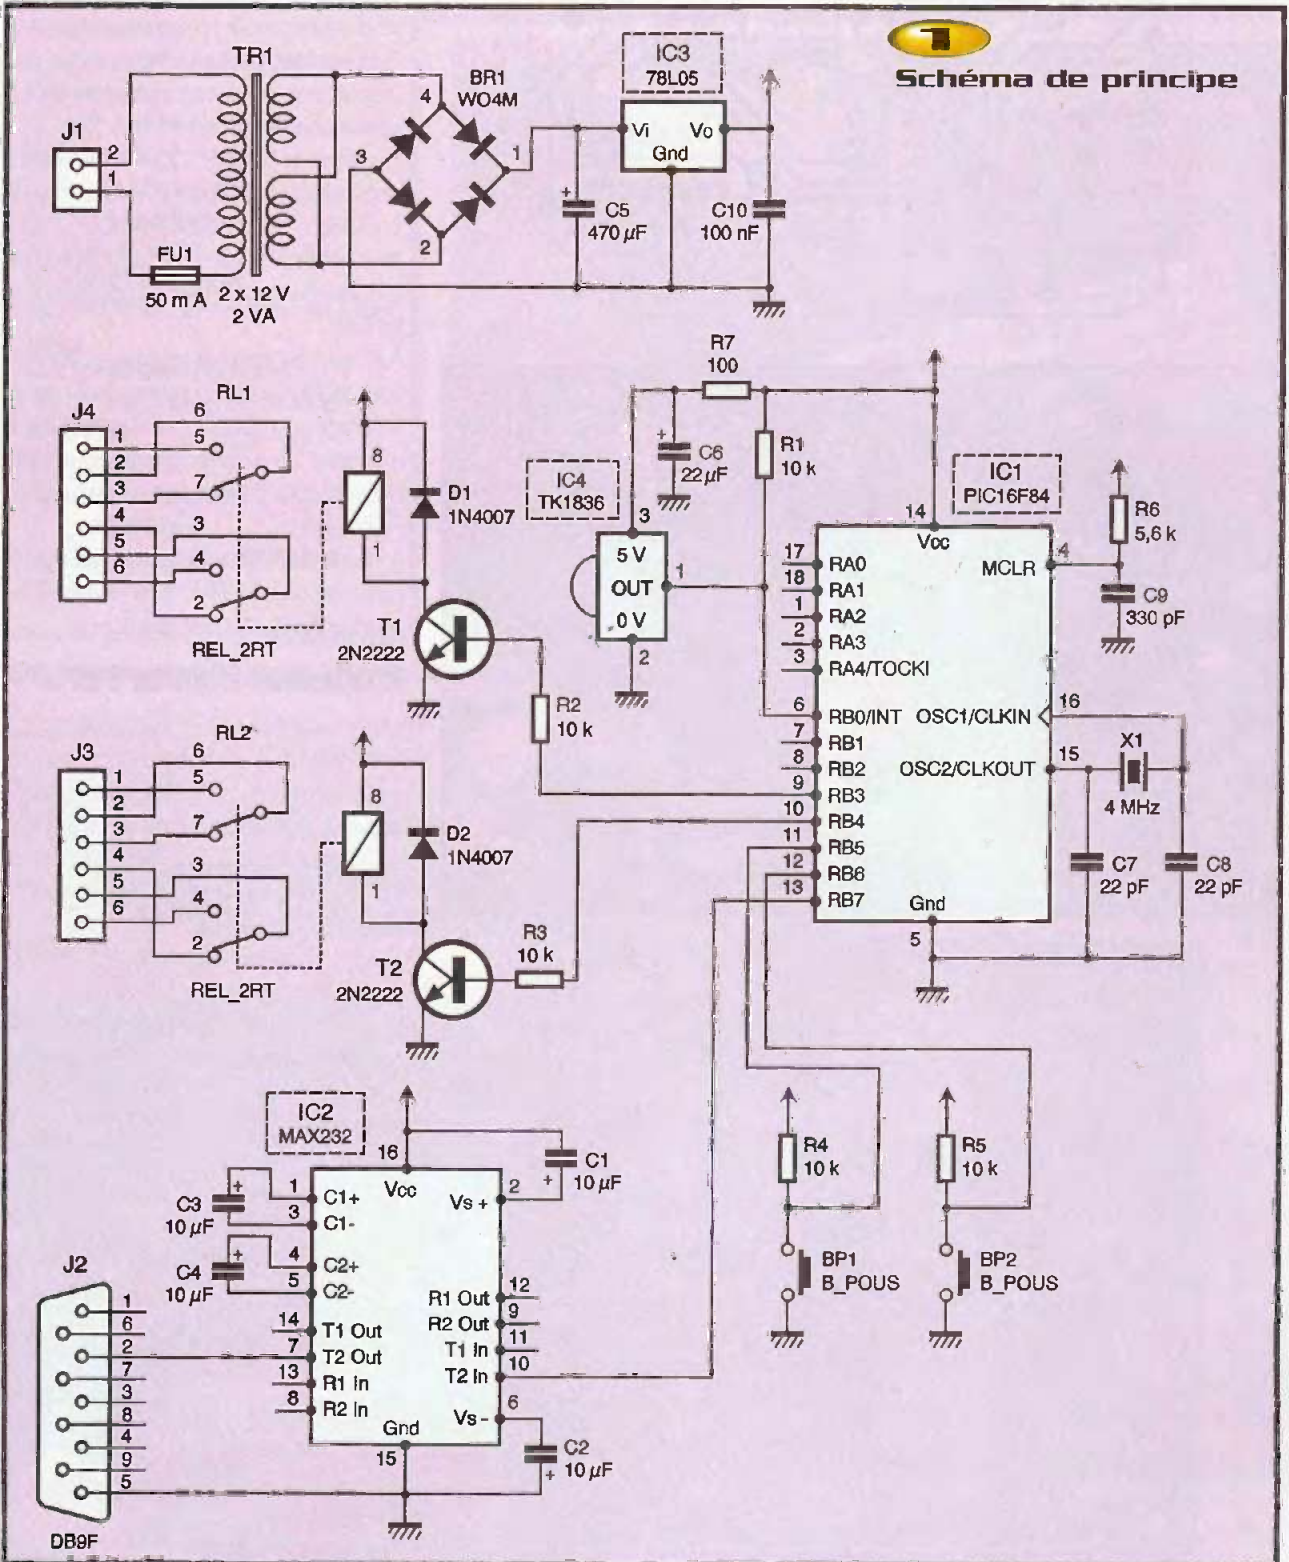 1
Schéma de principe
TR1
J1
2
1
FU1
50 mA
2 x 12 V
2 VA
BR1
WO4M
4
3
1
2
IC3
78L05
Vi
Vo
Gnd
+
C5
470 µF
C10
100 nF
J4
1
2
3
4
5
6
RL1
6
5
7
3
4
2
REL_2RT
8
1
D1
1N4007
T1
2N2222
R2
10 k
R7
100
+
C6
22 µF
R1
10 k
IC4
TK1836
3
5 V
OUT
0 V
1
2
IC1
PIC16F84
14
Vcc
17
RA0
18
RA1
1
RA2
2
RA3
3
RA4/TOCKI
6
RB0/INT
7
RB1
8
RB2
9
RB3
10
RB4
11
RB5
12
RB6
13
RB7
MCLR
4
OSC1/CLKIN
16
OSC2/CLKOUT
15
Gnd
5
R6
5,6 k
C9
330 pF
X1
4 MHz
C7
22 pF
C8
22 pF
J3
1
2
3
4
5
6
RL2
6
5
7
3
4
2
REL_2RT
8
1
D2
1N4007
T2
2N2222
R3
10 k
R4
10 k
R5
10 k
BP1
B_POUS
BP2
B_POUS
IC2
MAX232
16
Vcc
C1
10 µF
+
C3
10 µF
+
C4
10 µF
+
1
C1+
3
C1-
4
C2+
5
C2-
14
T1 Out
7
T2 Out
13
R1 In
8
R2 In
Vs +
2
R1 Out
12
R2 Out
9
T1 In
11
T2 In
10
Vs -
6
Gnd
15
C2
10 µF
+
J2
1
6
2
7
3
8
4
9
5
DB9F